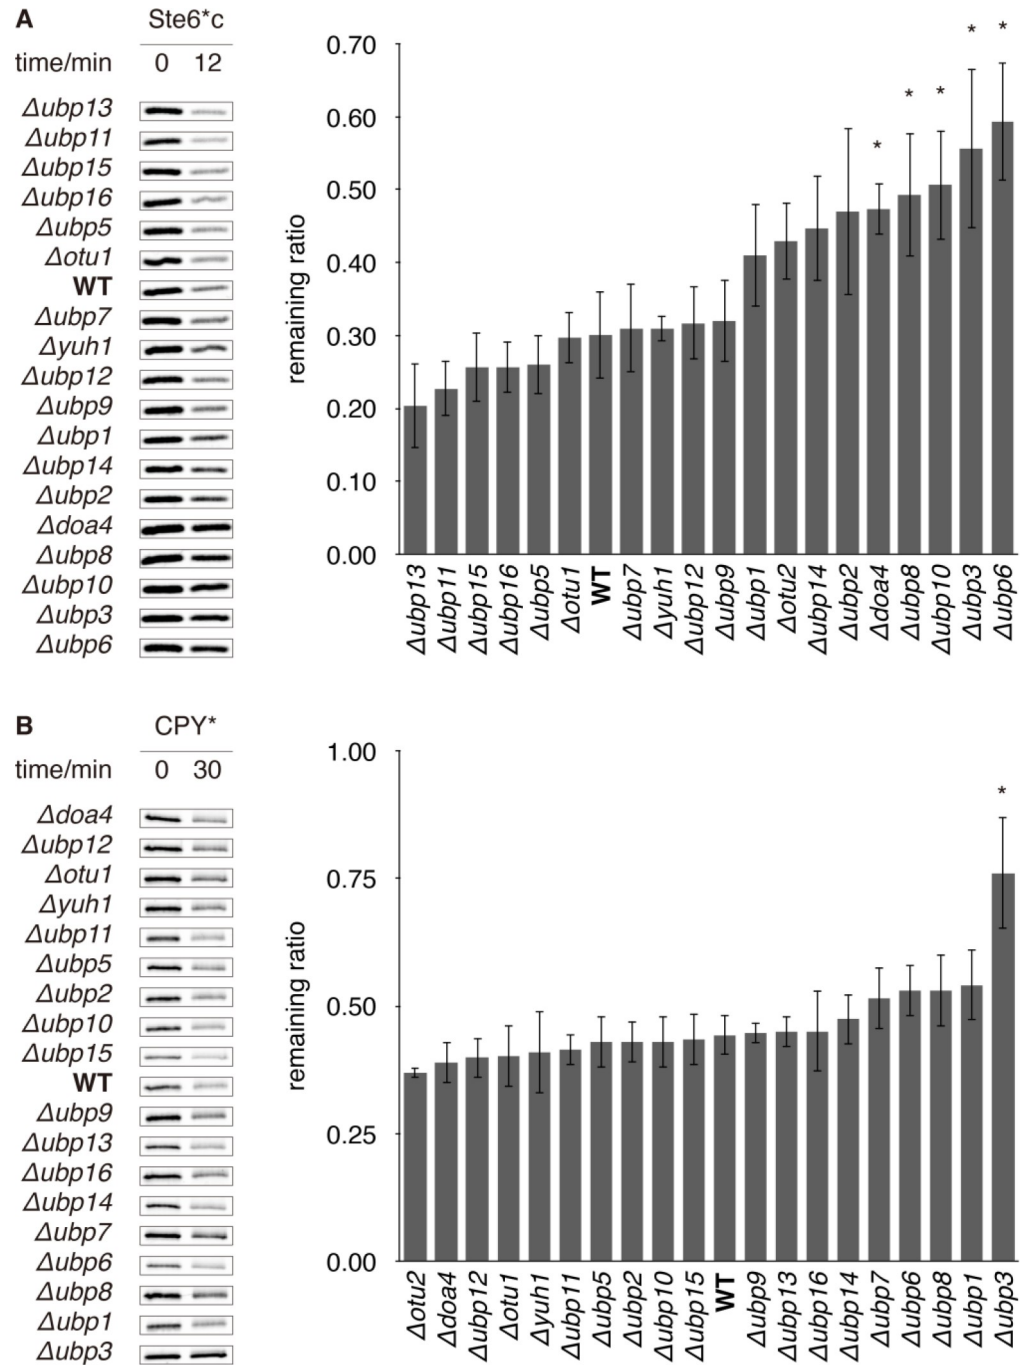 A
Ste6*c
time/min 0 12
Δubp13
Δubp11
Δubp15
Δubp16
Δubp5
Δotu1
WT
Δubp7
Δyuh1
Δubp12
Δubp9
Δubp1
Δubp14
Δubp2
Δdoa4
Δubp8
Δubp10
Δubp3
Δubp6
remaining ratio
0.70
0.60
0.50
0.40
0.30
0.20
0.10
0.00
* * * * *
Δubp13 Δubp11 Δubp15 Δubp16 Δubp5 Δotu1 WT Δubp7 Δyuh1 Δubp12 Δubp9 Δubp1 Δotu2 Δubp14 Δubp2 Δdoa4 Δubp8 Δubp10 Δubp3 Δubp6
B
CPY*
time/min 0 30
Δdoa4
Δubp12
Δotu1
Δyuh1
Δubp11
Δubp5
Δubp2
Δubp10
Δubp15
WT
Δubp9
Δubp13
Δubp16
Δubp14
Δubp7
Δubp6
Δubp8
Δubp1
Δubp3
remaining ratio
1.00
0.75
0.50
0.25
0.00
*
Δotu2 Δdoa4 Δubp12 Δotu1 Δyuh1 Δubp11 Δubp5 Δubp2 Δubp10 Δubp15 WT Δubp9 Δubp13 Δubp16 Δubp14 Δubp7 Δubp6 Δubp8 Δubp1 Δubp3